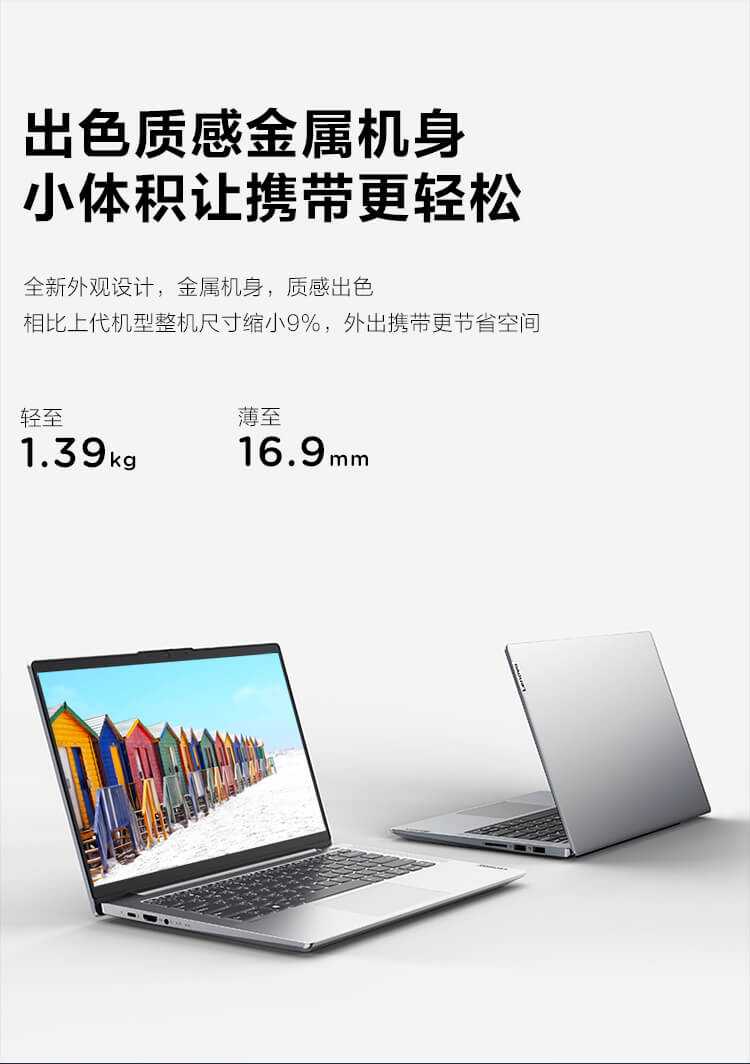 出色质感金属机身
小体积让携带更轻松
全新外观设计，金属机身，质感出色
相比上代机型整机尺寸缩小9%，外出携带更节省空间
轻至
1.39kg
薄至
16.9mm
Lenovo